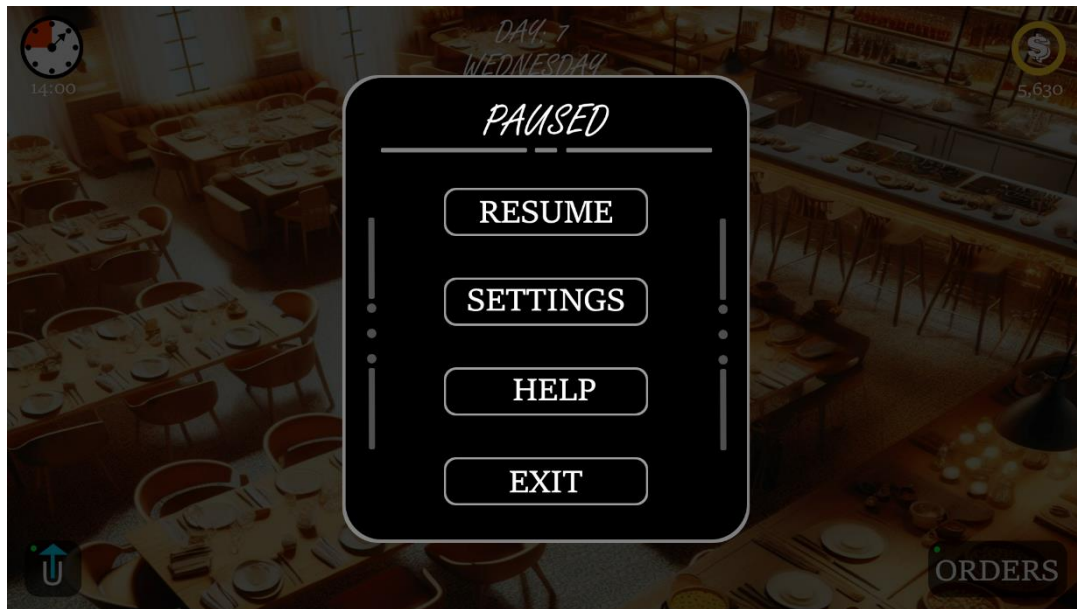 DAY: 7
WEDNESDAY
14:00
5,630
PAUSED
RESUME
SETTINGS
HELP
EXIT
ORDERS